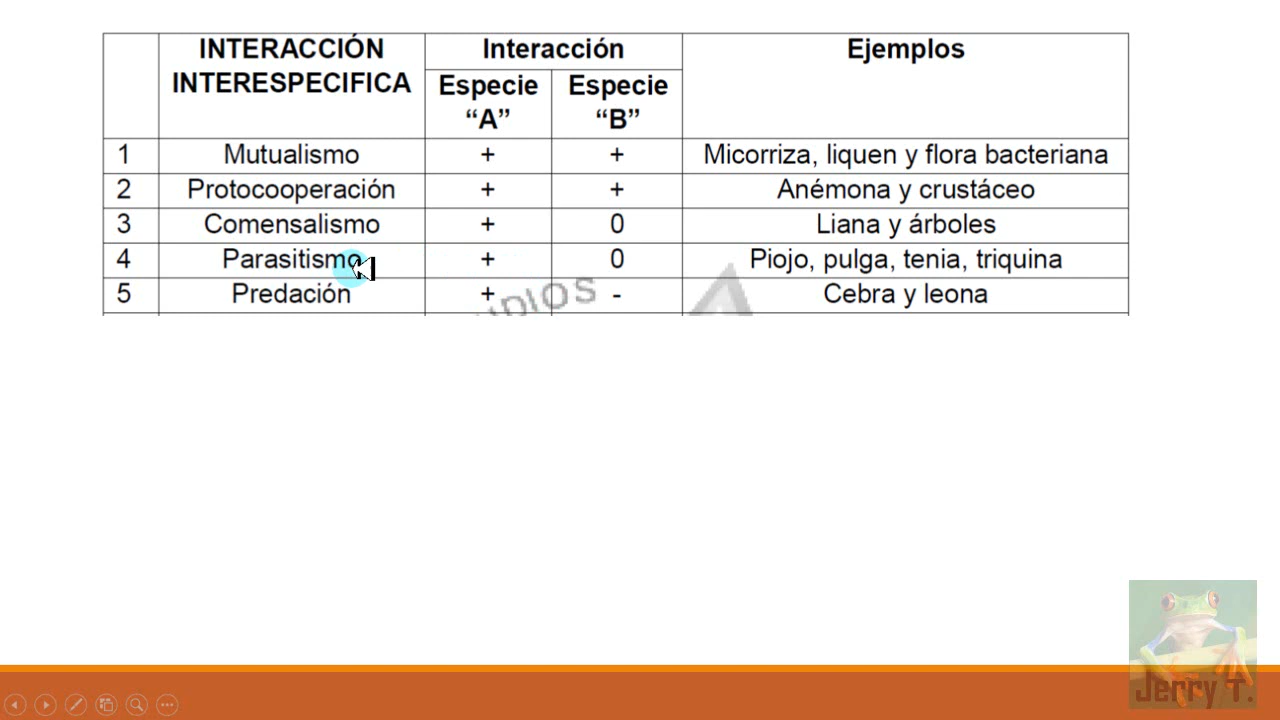 INTERACCIÓN INTERESPECIFICA Interacción Ejemplos
Especie "A" Especie "B"
1 Mutualismo + + Micorriza, liquen y flora bacteriana
2 Protocooperación + + Anémona y crustáceo
3 Comensalismo + 0 Liana y árboles
4 Parasitismo + 0 Piojo, pulga, tenia, triquina
5 Predación + - Cebra y leona
Jerry T.